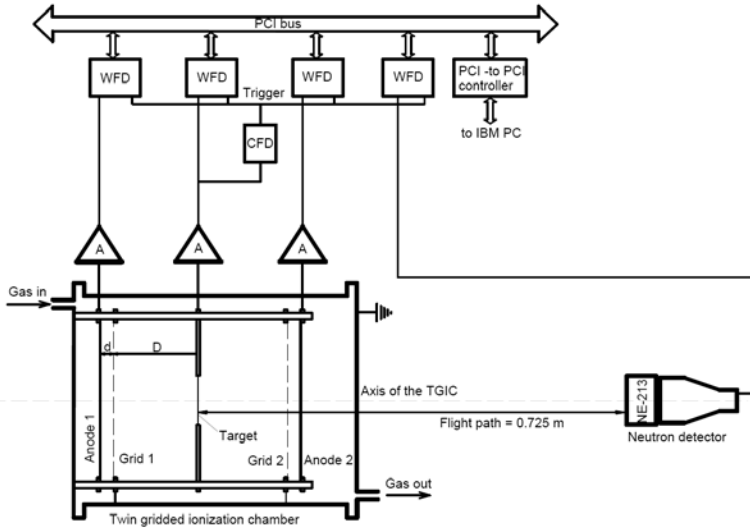 PCI bus
WFD
WFD
WFD
WFD
PCI -to PCI
controller
Trigger
to IBM PC
CFD
A
A
A
Gas in
d
D
Axis of the TGIC
NE-213
Flight path = 0.725 m
Target
Neutron detector
Anode 1
Grid 1
Grid 2
Anode 2
Gas out
Twin gridded ionization chamber